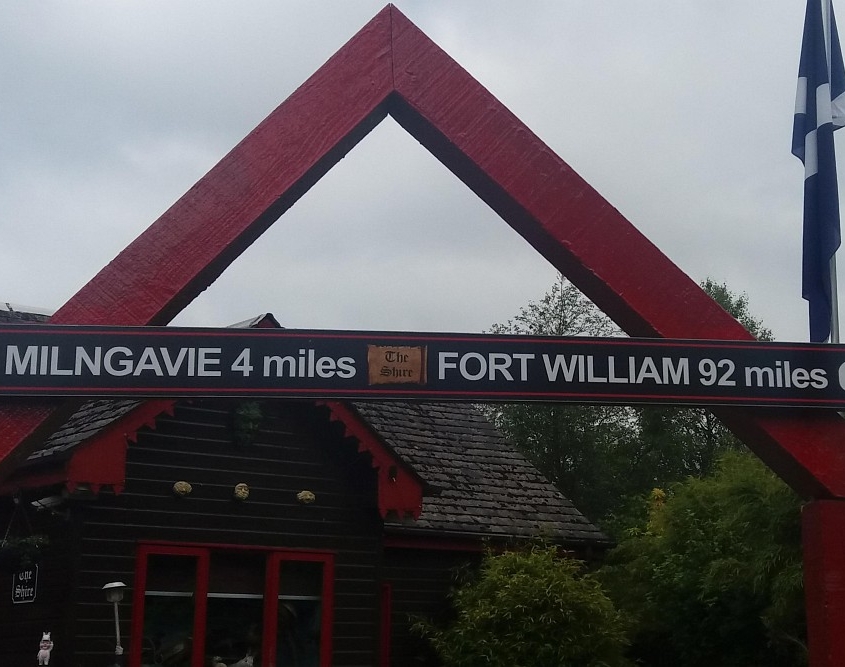 MILNGAVIE 4 miles
The
Shire
FORT WILLIAM 92 miles
The
Shire